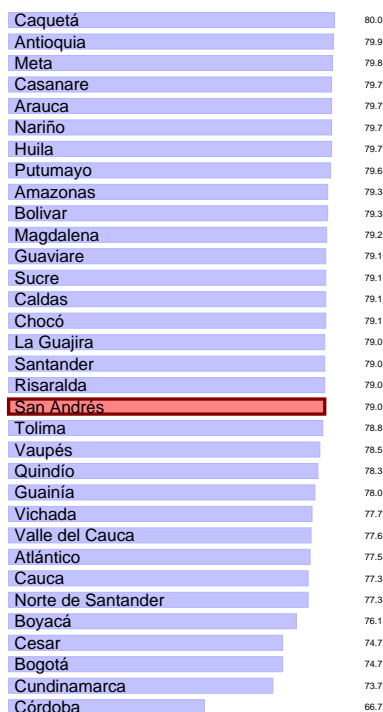 Caquetá 80.0
Antioquia 79.9
Meta 79.8
Casanare 79.7
Arauca 79.7
Nariño 79.7
Huila 79.7
Putumayo 79.6
Amazonas 79.3
Bolivar 79.3
Magdalena 79.2
Guaviare 79.1
Sucre 79.1
Caldas 79.1
Chocó 79.1
La Guajira 79.0
Santander 79.0
Risaralda 79.0
San Andrés 79.0
Tolima 78.8
Vaupés 78.5
Quindío 78.3
Guainía 78.0
Vichada 77.7
Valle del Cauca 77.6
Atlántico 77.5
Cauca 77.3
Norte de Santander 77.3
Boyacá 76.1
Cesar 74.7
Bogotá 74.7
Cundinamarca 73.7
Córdoba 66.7